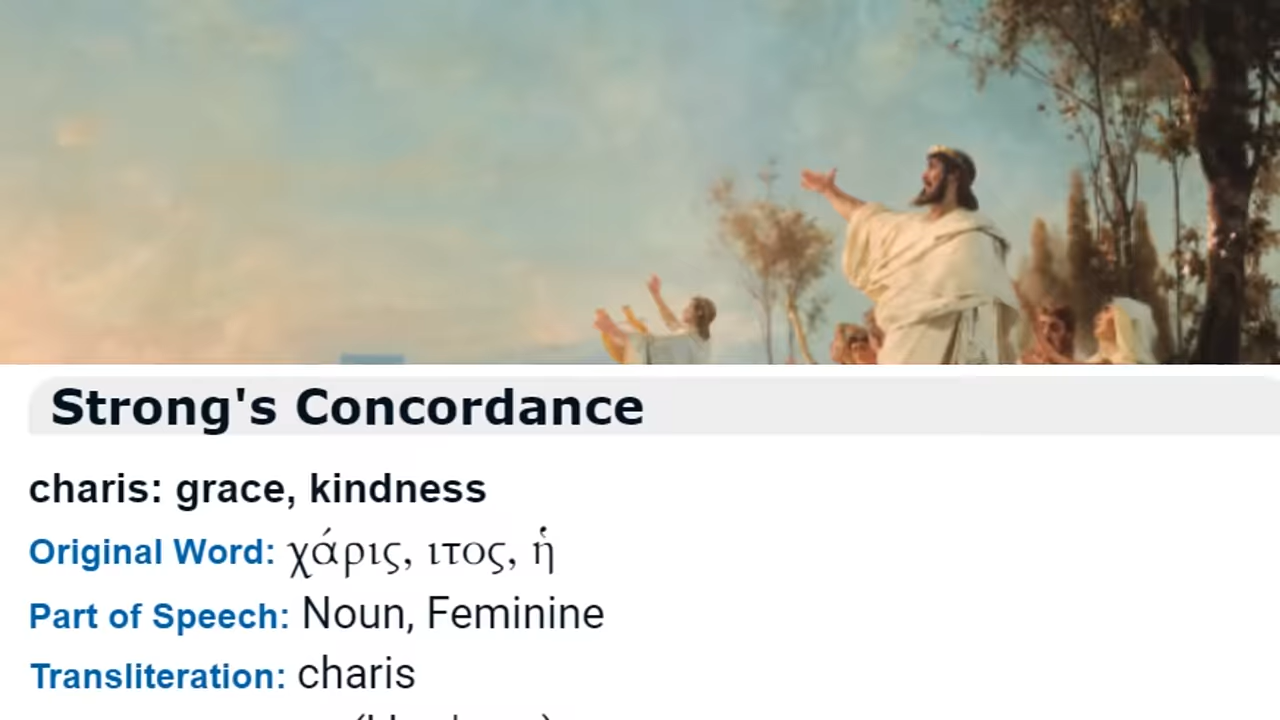 Strong's Concordance
charis: grace, kindness
Original Word: χάρις, ιτος, ἡ
Part of Speech: Noun, Feminine
Transliteration: charis